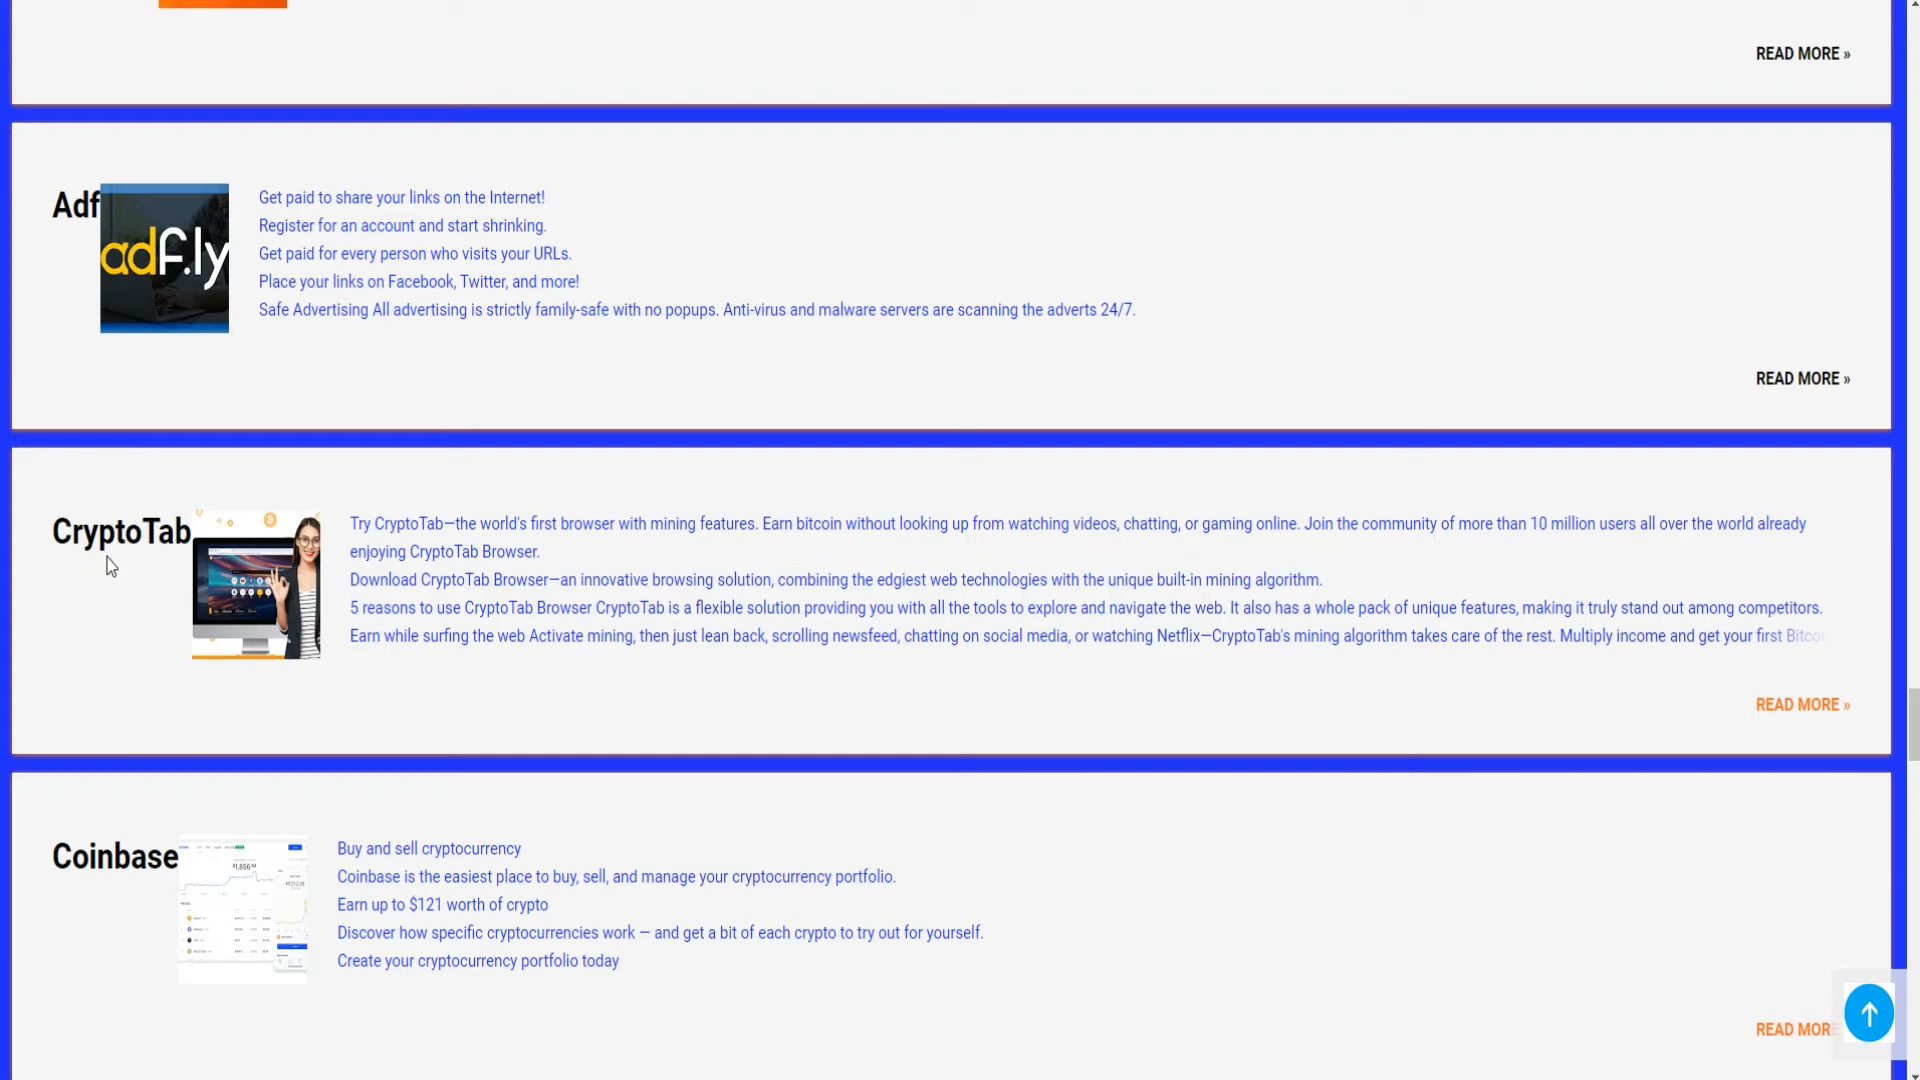 READ MORE »
Adf
adf.ly
Get paid to share your links on the Internet!
Register for an account and start shrinking.
Get paid for every person who visits your URLs.
Place your links on Facebook, Twitter, and more!
Safe Advertising All advertising is strictly family-safe with no popups. Anti-virus and malware servers are scanning the adverts 24/7.
READ MORE »
CryptoTab
Try CryptoTab—the world's first browser with mining features. Earn bitcoin without looking up from watching videos, chatting, or gaming online. Join the community of more than 10 million users all over the world already
enjoying CryptoTab Browser.
Download CryptoTab Browser—an innovative browsing solution, combining the edgiest web technologies with the unique built-in mining algorithm.
5 reasons to use CryptoTab Browser CryptoTab is a flexible solution providing you with all the tools to explore and navigate the web. It also has a whole pack of unique features, making it truly stand out among competitors.
Earn while surfing the web Activate mining, then just lean back, scrolling newsfeed, chatting on social media, or watching Netflix—CryptoTab's mining algorithm takes care of the rest. Multiply income and get your first Bitco
READ MORE »
Coinbase
Buy and sell cryptocurrency
Coinbase is the easiest place to buy, sell, and manage your cryptocurrency portfolio.
Earn up to $121 worth of crypto
Discover how specific cryptocurrencies work — and get a bit of each crypto to try out for yourself.
Create your cryptocurrency portfolio today
READ MORE